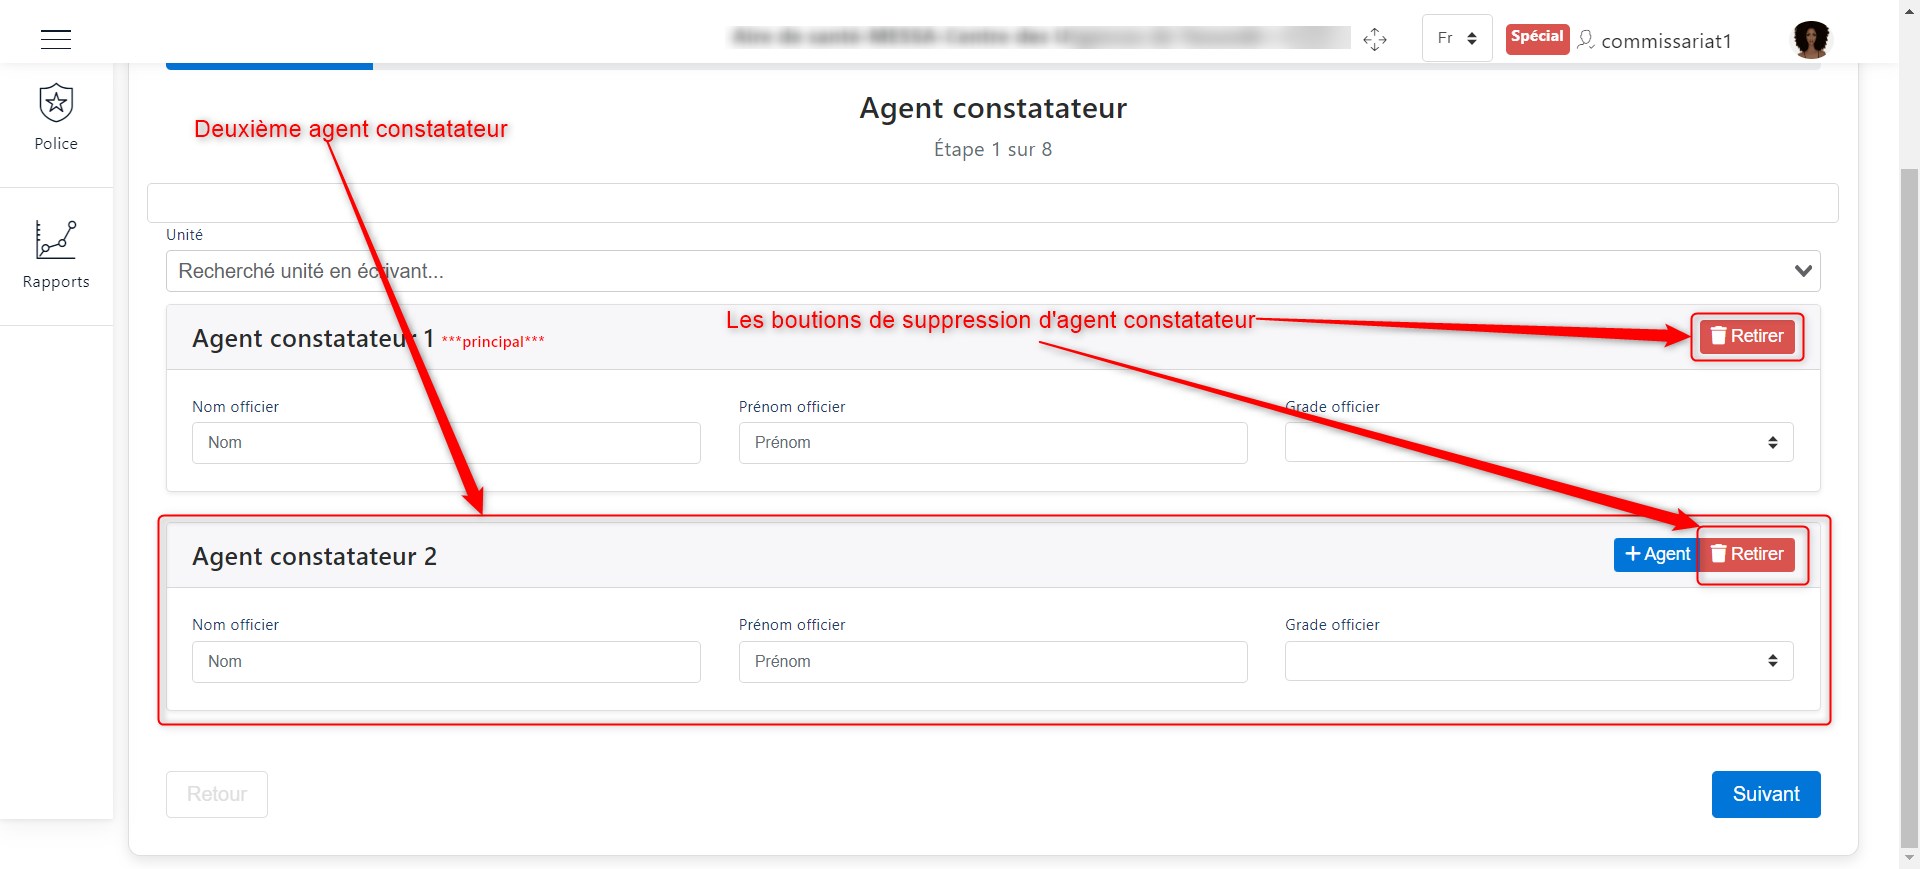 Fr
Spécial
commissariat1
Police
Rapports
Agent constatateur
Étape 1 sur 8
Deuxième agent constatateur
Unité
Recherché unité en écrivant...
Agent constatateur 1 ***principal***
Les boutions de suppression d'agent constatateur
Retirer
Nom officier
Prénom officier
Grade officier
Nom
Prénom
Agent constatateur 2
+ Agent
Retirer
Nom officier
Prénom officier
Grade officier
Nom
Prénom
Retour
Suivant